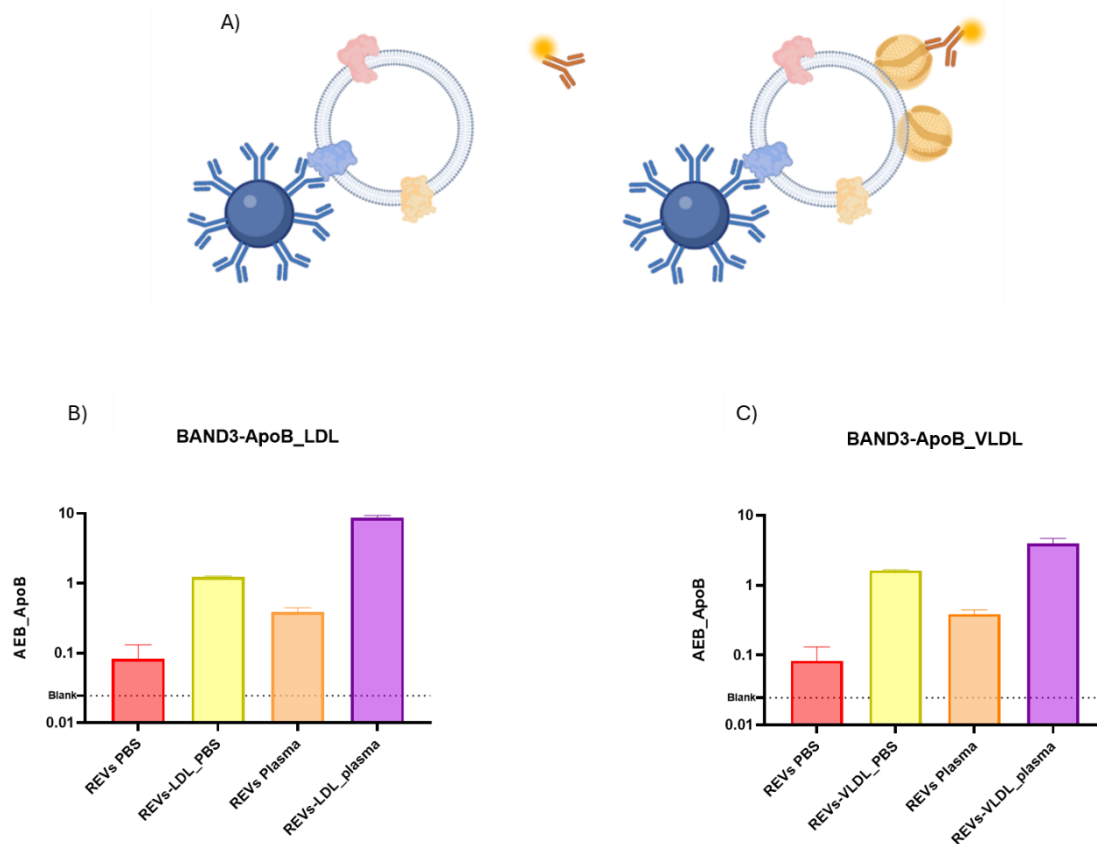 A)
B)
BAND3-ApoB_LDL
AEB_ApoB
10
1
0.1
Blank
0.01
REVs PBS
REVs-LDL_PBS
REVs Plasma
REVs-LDL_plasma
C)
BAND3-ApoB_VLDL
AEB_ApoB
10
1
0.1
Blank
0.01
REVs PBS
REVs-VLDL_PBS
REVs Plasma
REVs-VLDL_plasma